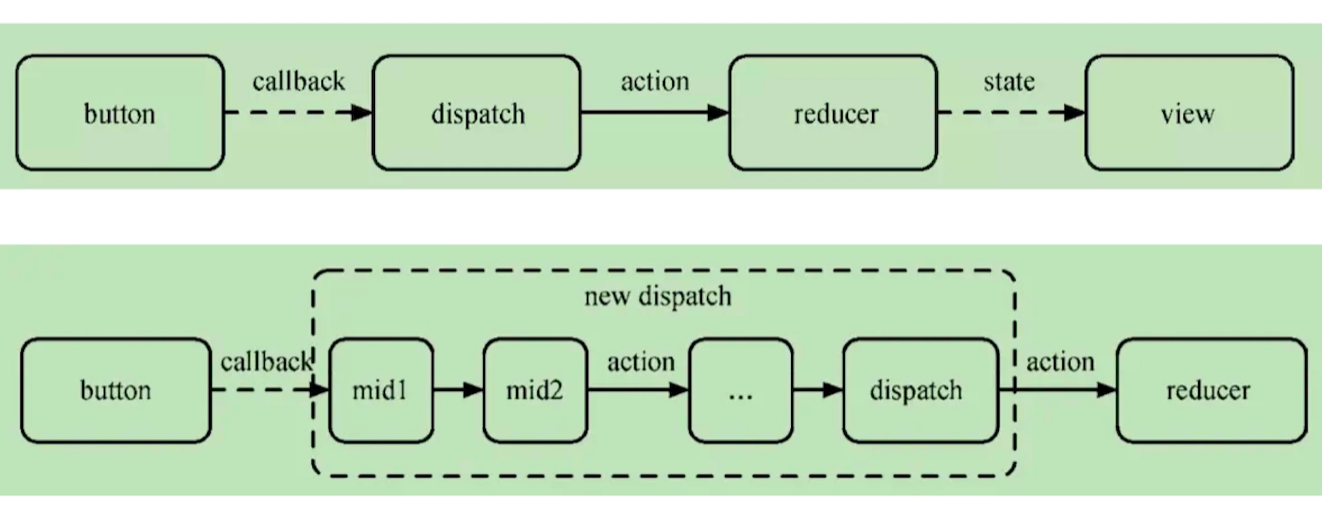 callback action state
button dispatch reducer view
new dispatch
callback action action
button mid1 mid2 ... dispatch reducer